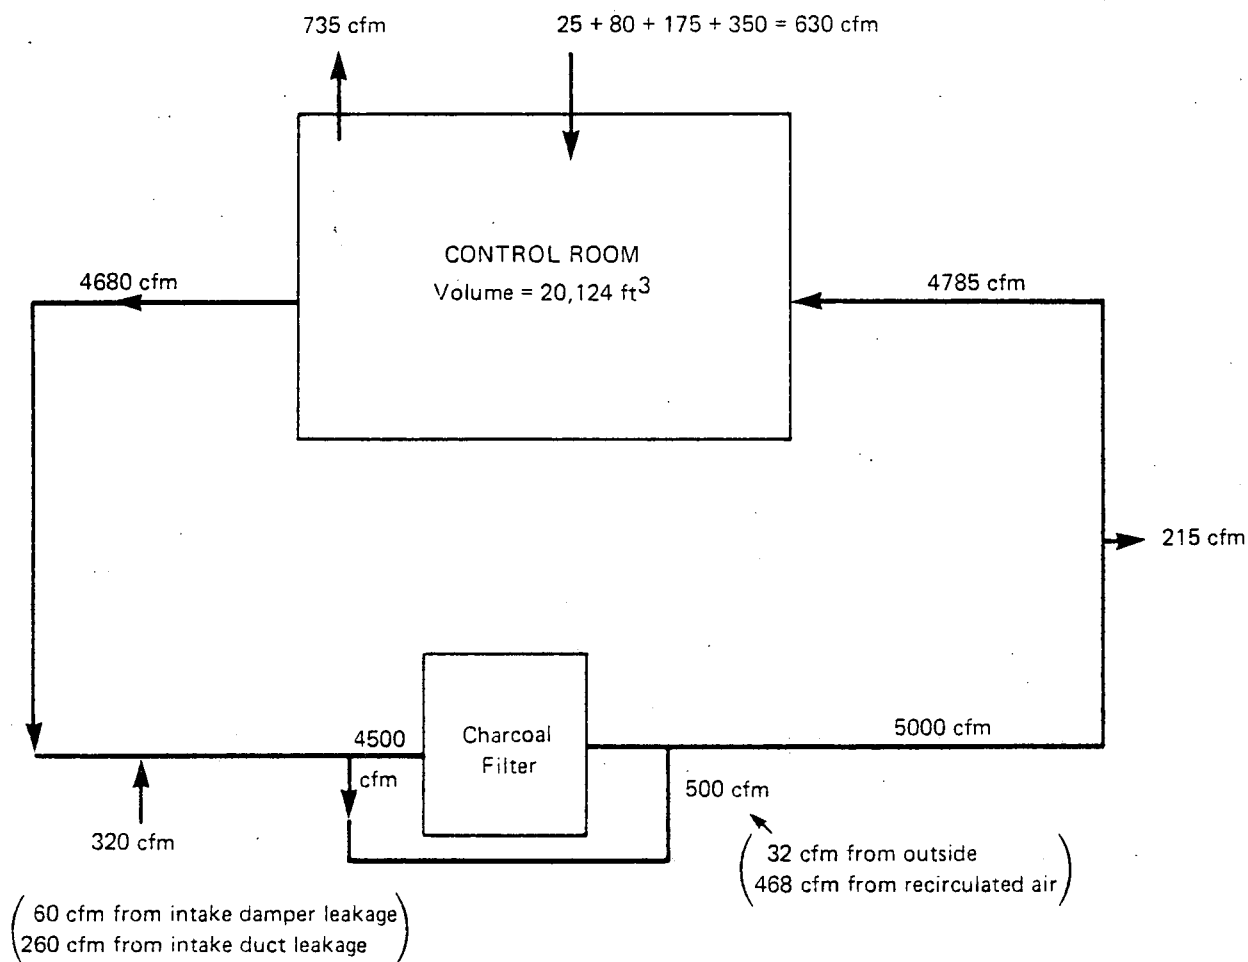 735 cfm
25 + 80 + 175 + 350 = 630 cfm
CONTROL ROOM
Volume = 20,124 ft³
4680 cfm
4785 cfm
215 cfm
4500
cfm
Charcoal
Filter
5000 cfm
500 cfm
320 cfm
32 cfm from outside
468 cfm from recirculated air
60 cfm from intake damper leakage
260 cfm from intake duct leakage